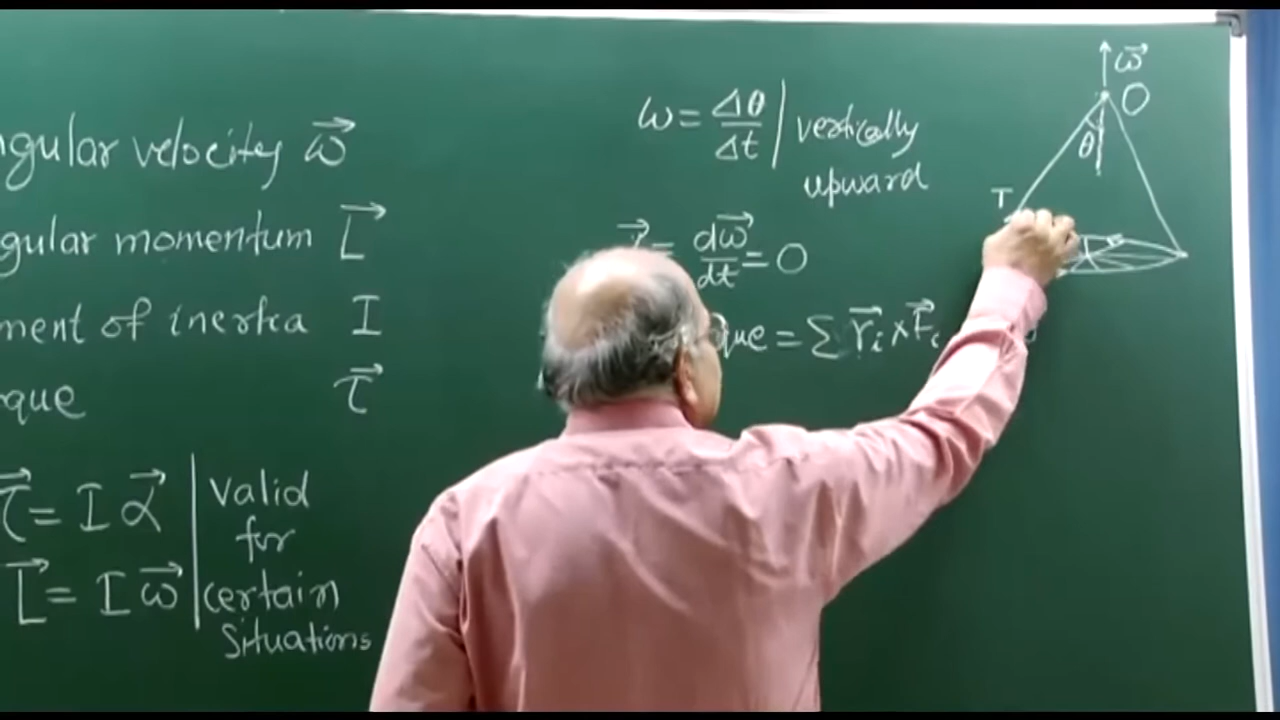 ngular velocity ω⃗
gular momentum L⃗
ment of inertia I
rque τ⃗
τ⃗ = I α⃗ | valid
for
L⃗ = I ω⃗ | certain
situations
ω = Δθ/Δt | vertically
upward
= dω⃗/dt = 0
que = Σ r⃗ᵢ × F⃗ᵢ
ω⃗
O
θ
T